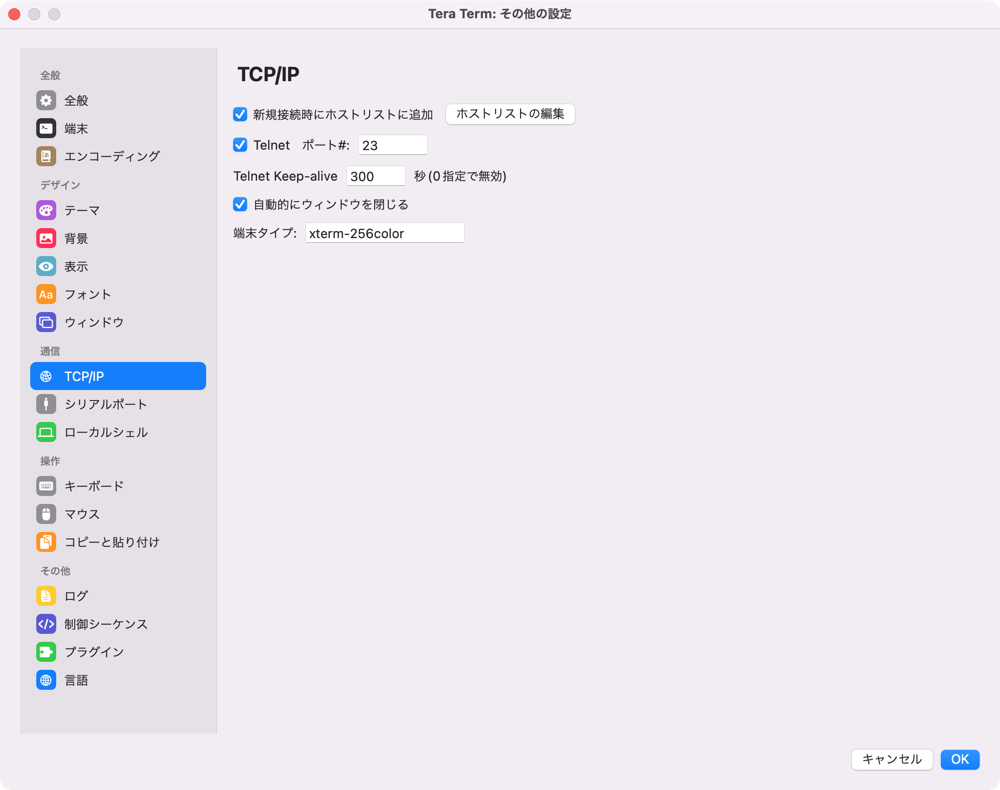 Tera Term: その他の設定
全般
全般
端末
エンコーディング
デザイン
テーマ
背景
表示
Aa フォント
ウィンドウ
通信
TCP/IP
シリアルポート
ローカルシェル
操作
キーボード
マウス
コピーと貼り付け
その他
ログ
</> 制御シーケンス
プラグイン
言語
TCP/IP
新規接続時にホストリストに追加 ホストリストの編集
Telnet ポート#: 23
Telnet Keep-alive 300 秒(0指定で無効)
自動的にウィンドウを閉じる
端末タイプ: xterm-256color
キャンセル OK